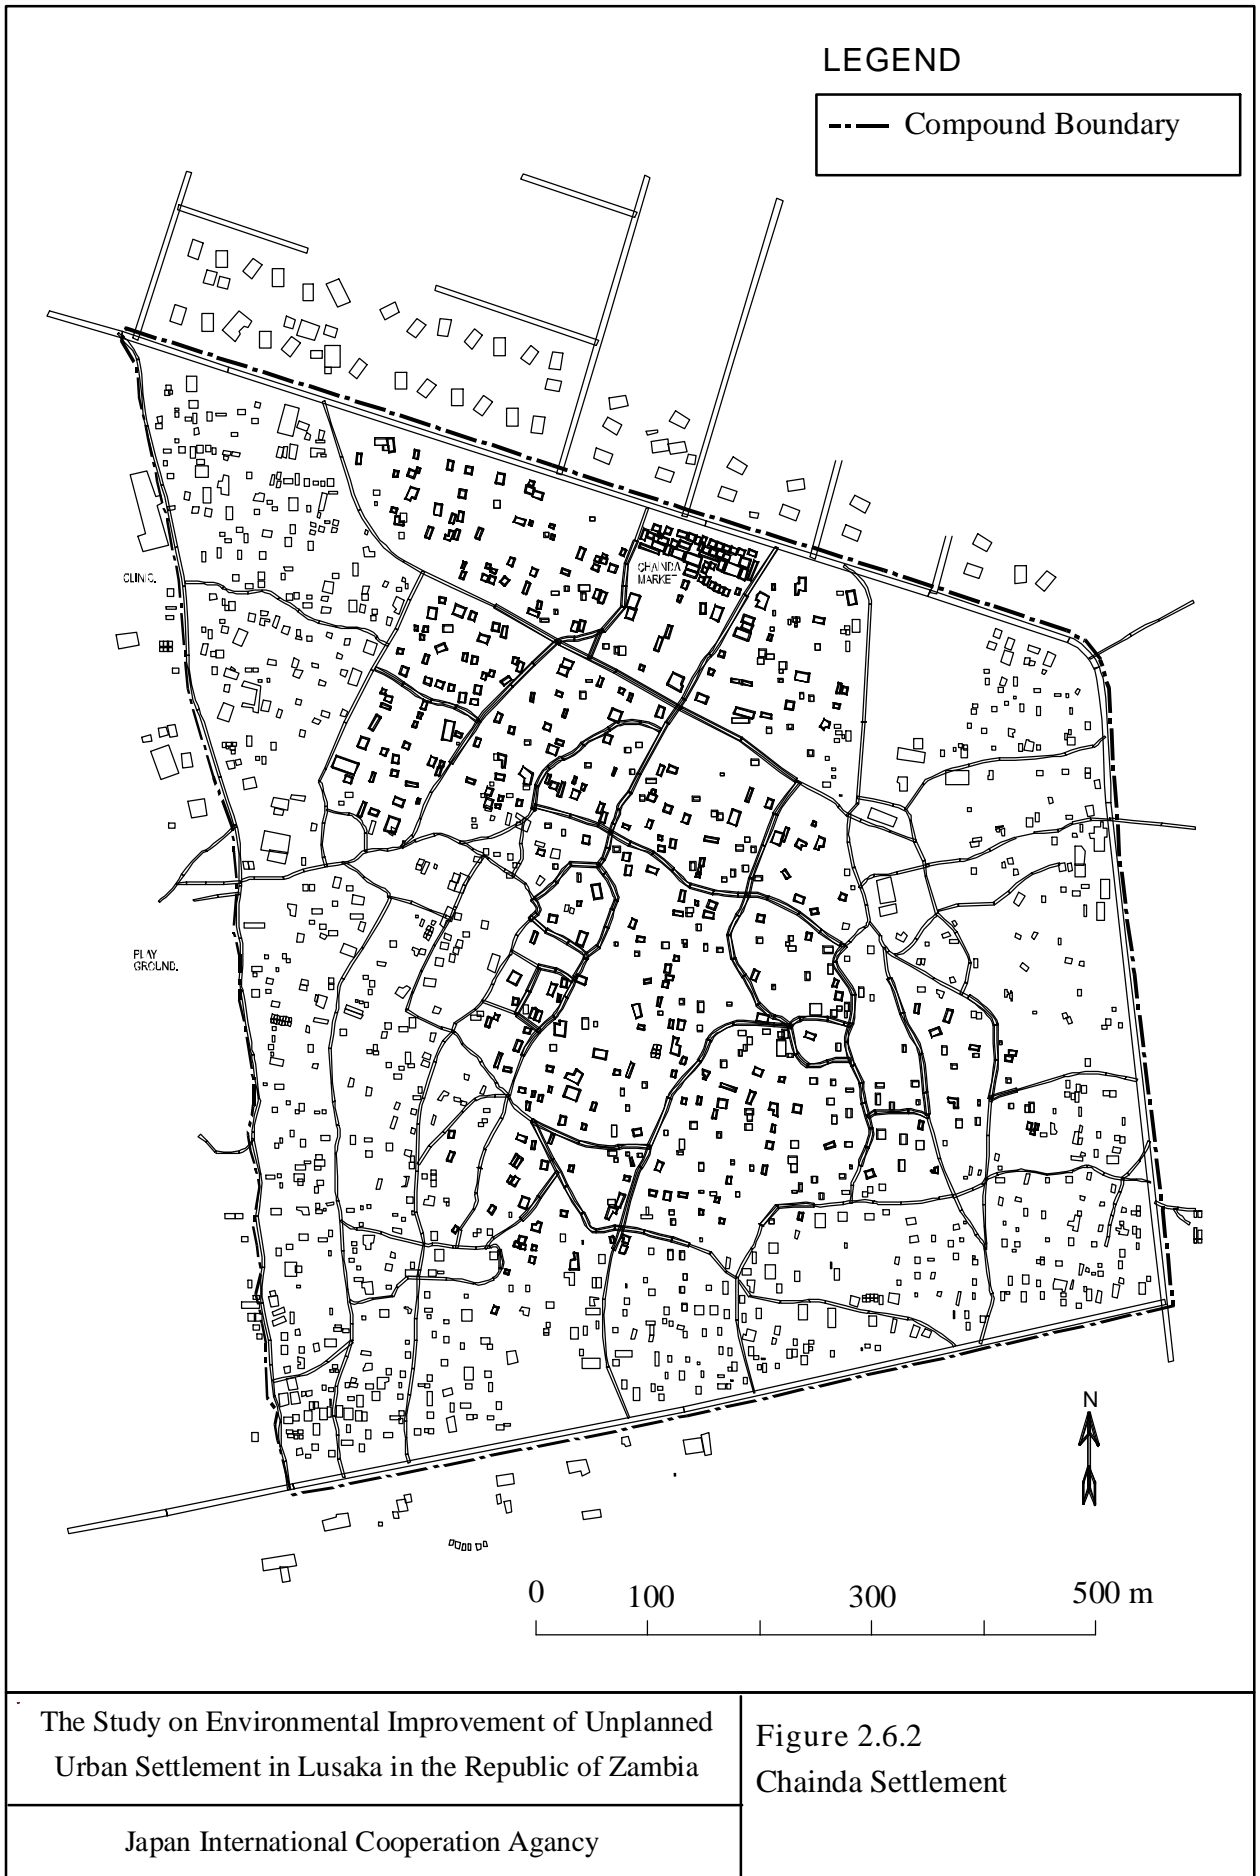 LEGEND
Compound Boundary
CHANDA
MARKET
CLINIC.
PLAY
GROUND.
N
0 100 300 500 m
The Study on Environmental Improvement of Unplanned
Urban Settlement in Lusaka in the Republic of Zambia
Japan International Cooperation Agancy
Figure 2.6.2
Chainda Settlement